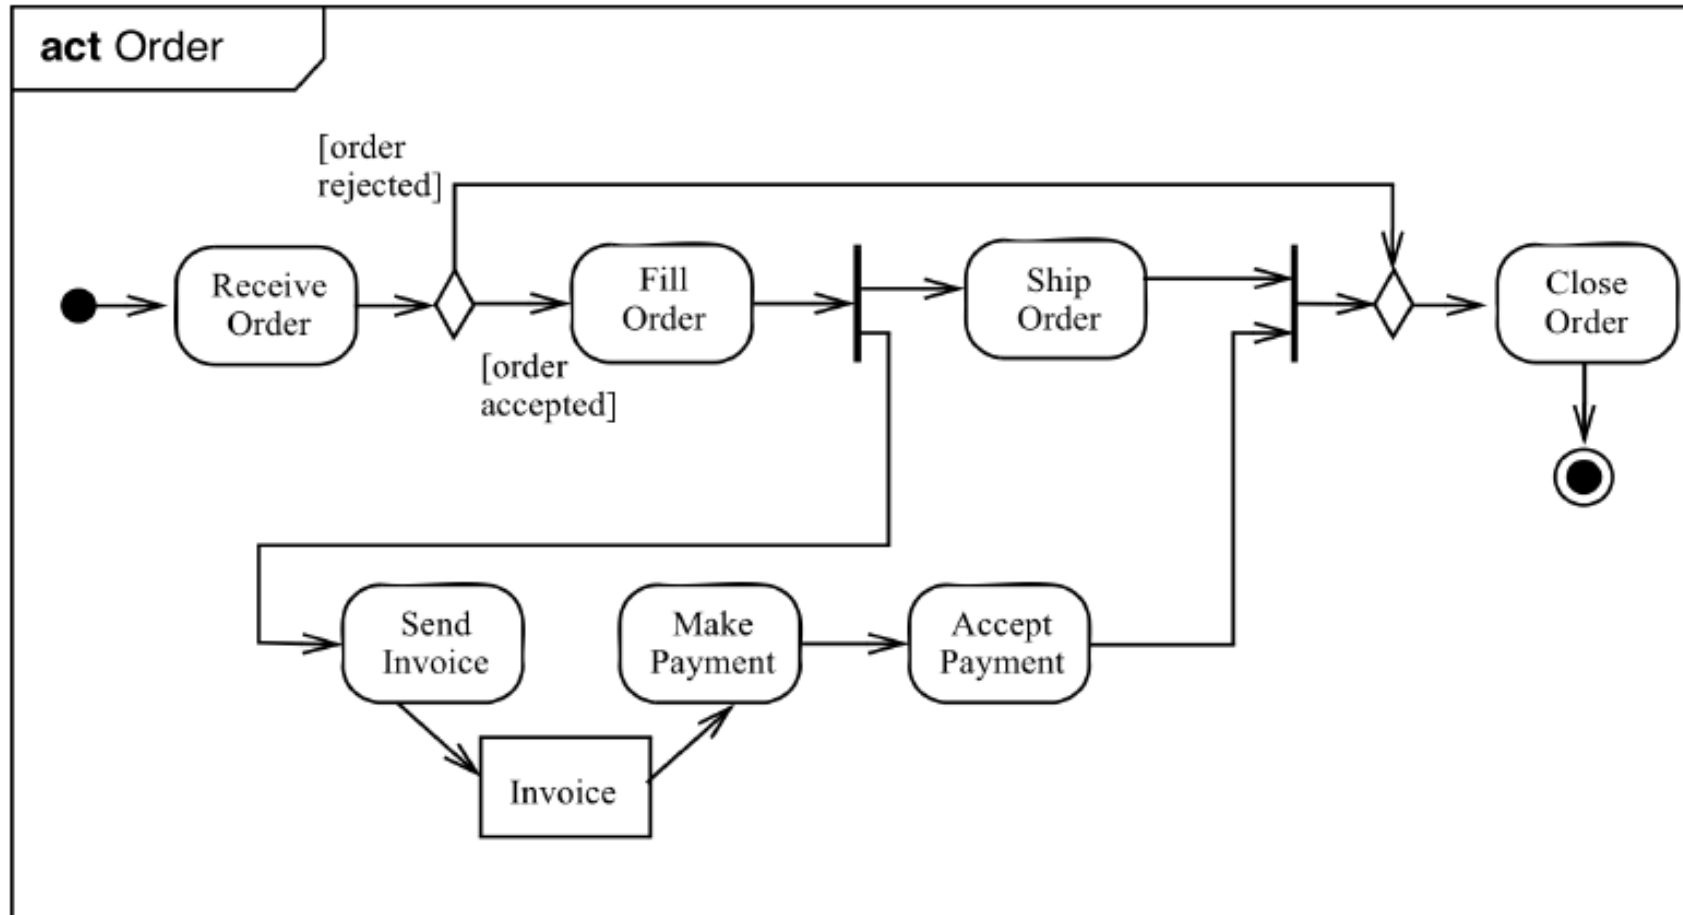 act Order
[order
rejected]
Receive
Order
Fill
Order
[order
accepted]
Ship
Order
Close
Order
Send
Invoice
Make
Payment
Accept
Payment
Invoice